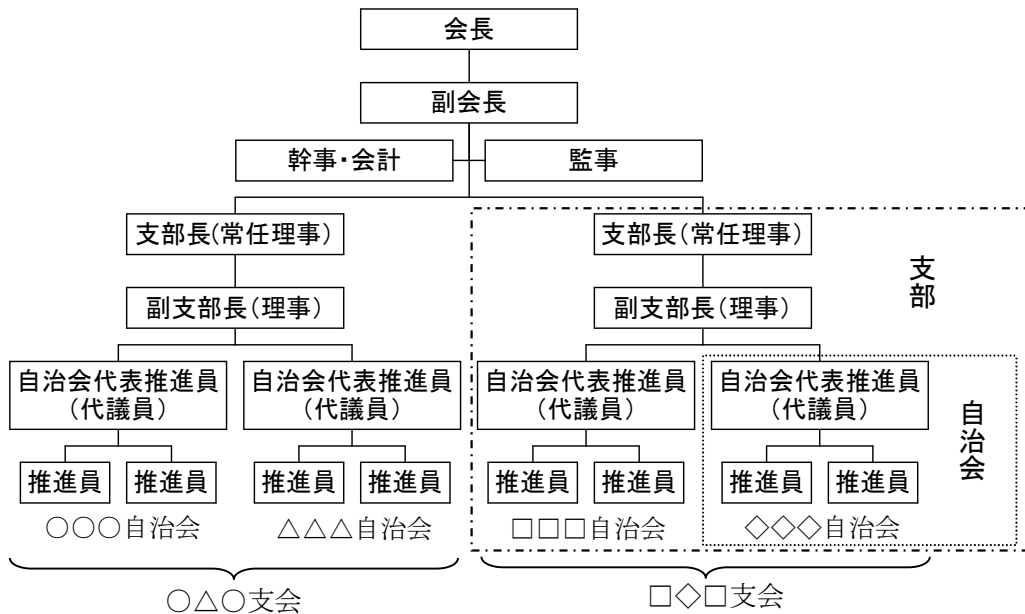 会長
副会長
幹事・会計
監事
支部長(常任理事)
支部長(常任理事)
支部
副支部長(理事)
副支部長(理事)
自治会代表推進員
(代議員)
自治会代表推進員
(代議員)
自治会代表推進員
(代議員)
自治会代表推進員
(代議員)
自治会
推進員
推進員
推進員
推進員
推進員
推進員
推進員
推進員
〇〇〇自治会
△△△自治会
□□□自治会
◇◇◇自治会
〇△〇支会
□◇□支会